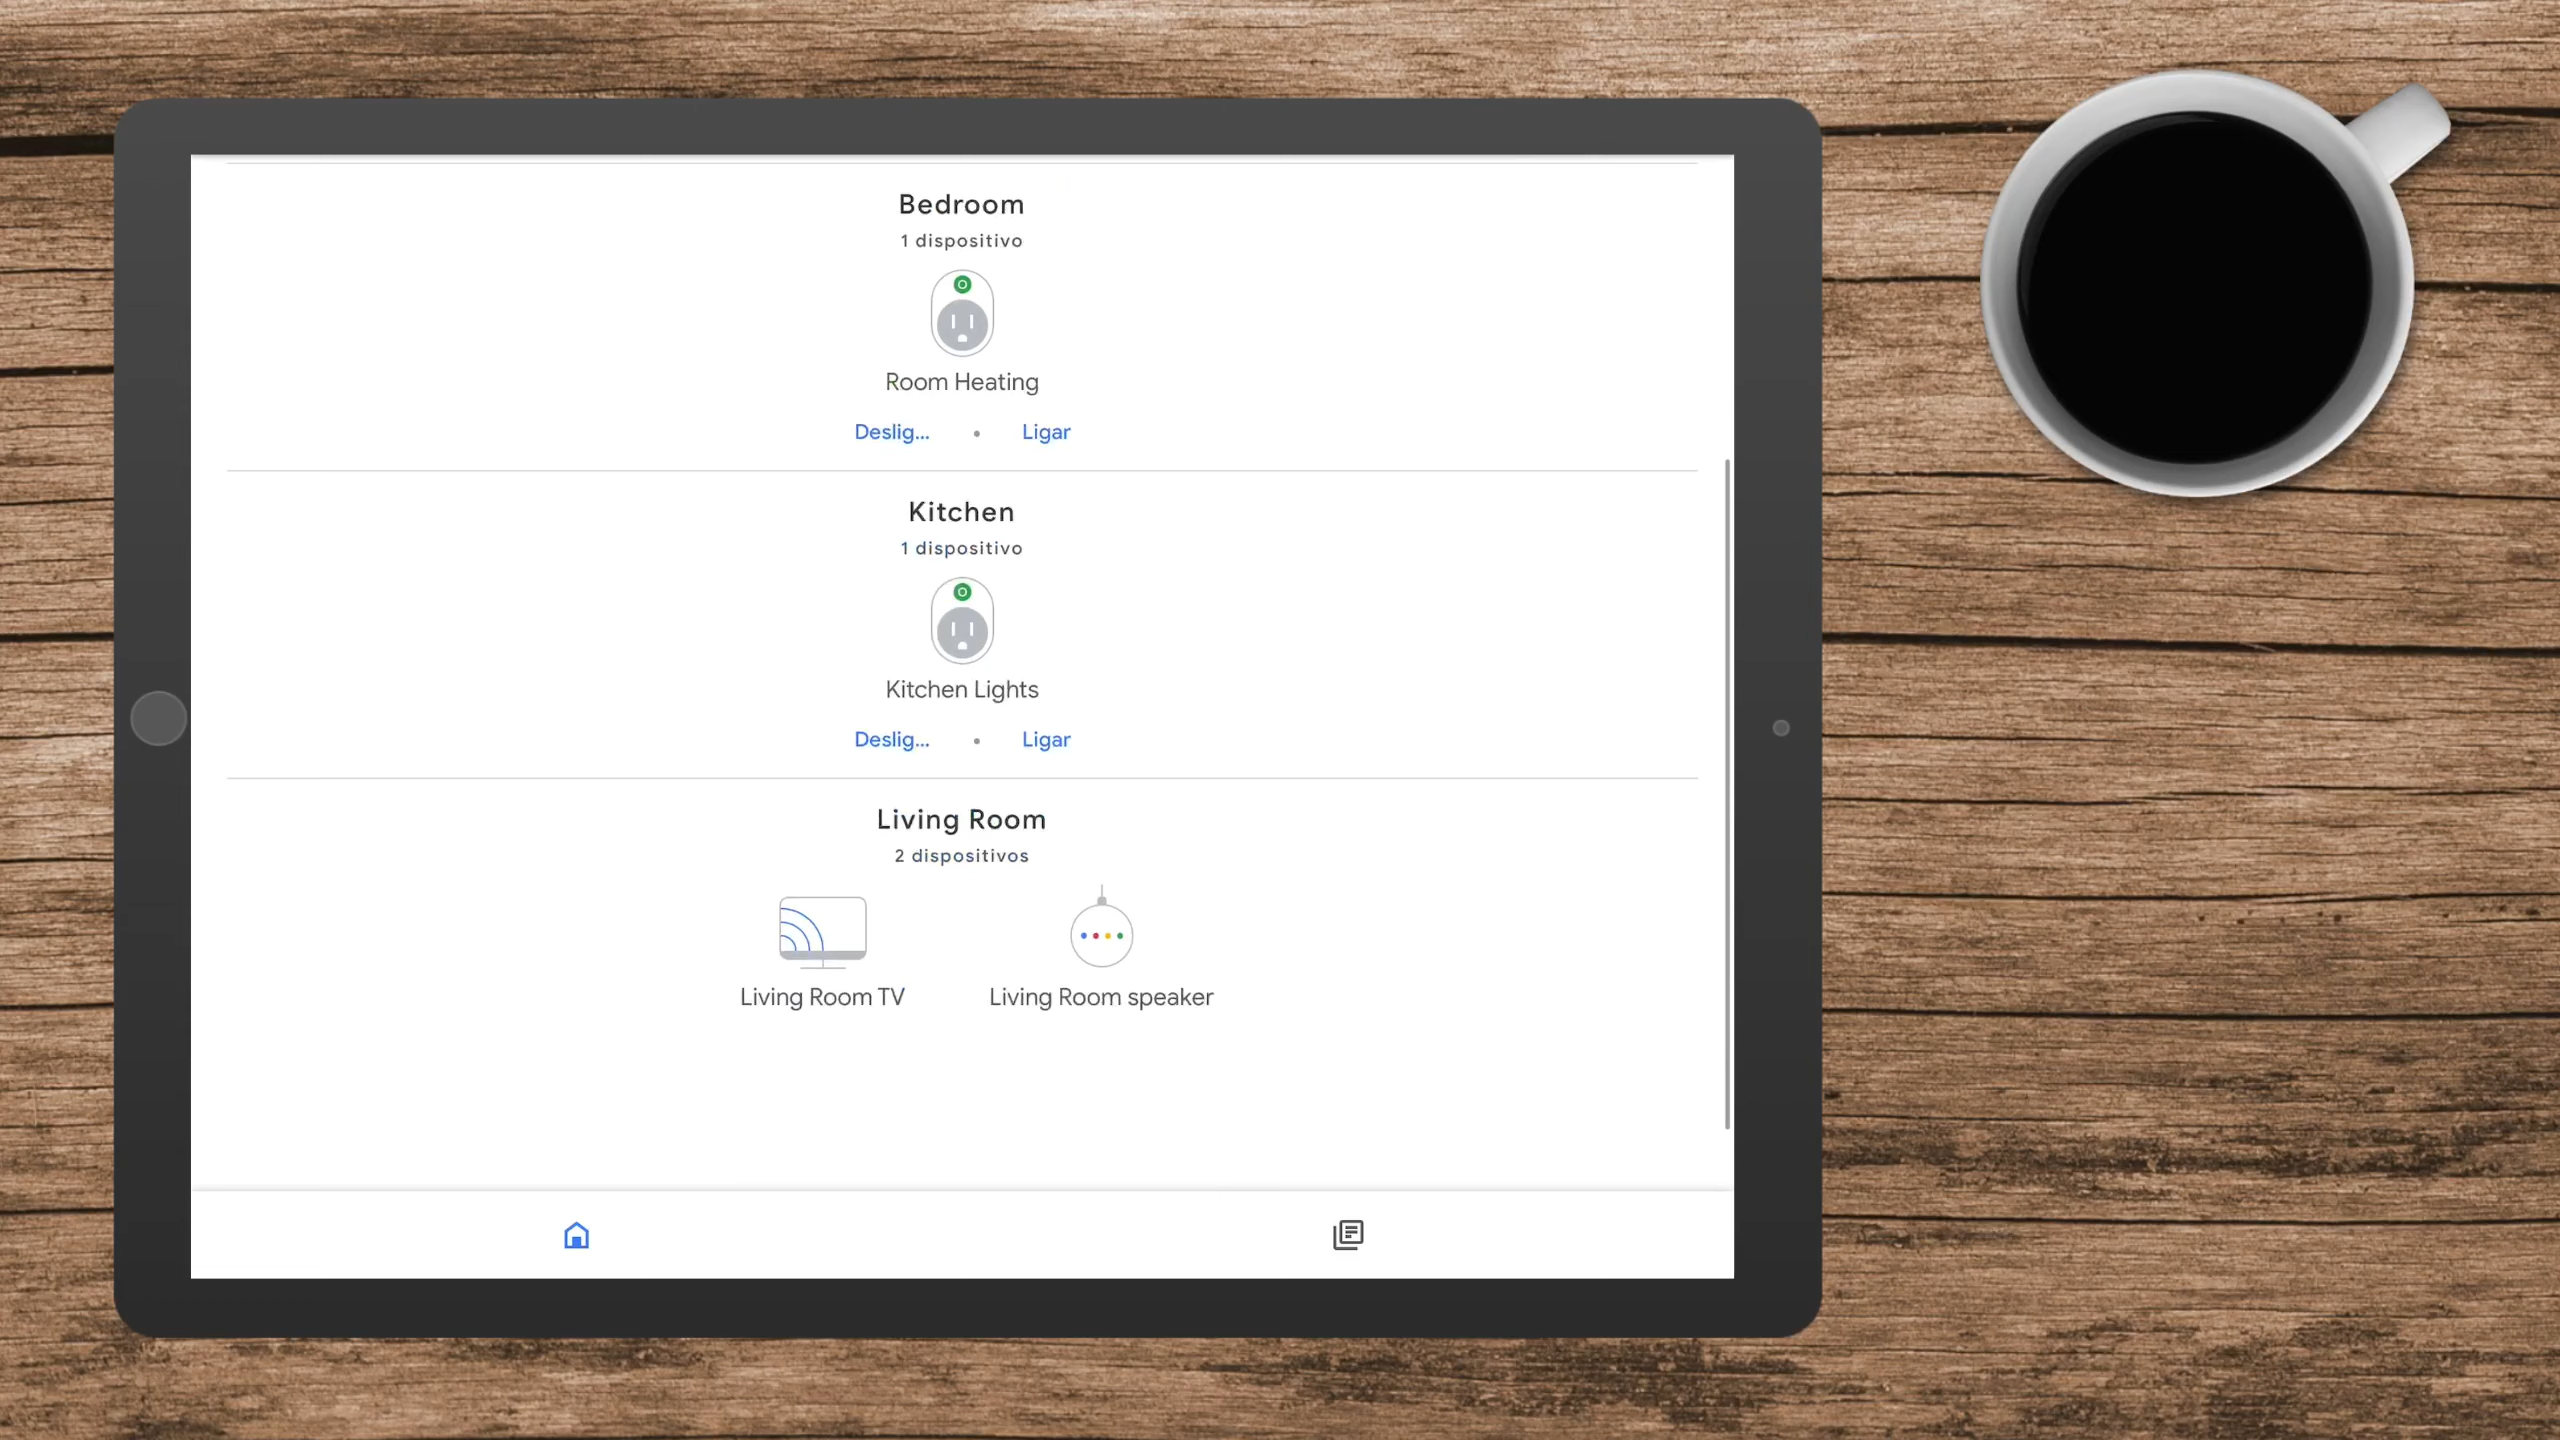 Bedroom
1 dispositivo
Room Heating
Deslig... • Ligar
Kitchen
1 dispositivo
Kitchen Lights
Deslig... • Ligar
Living Room
2 dispositivos
Living Room TV
Living Room speaker